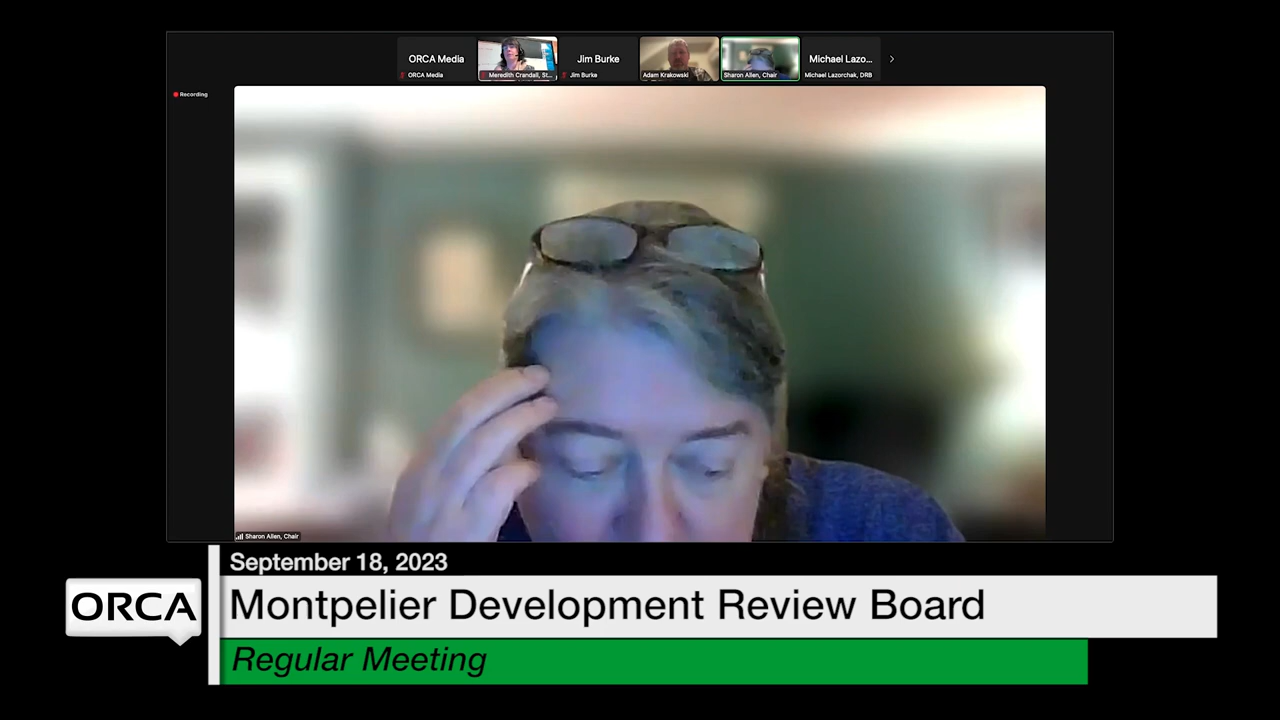 ORCA Media
Jim Burke
Michael Lazo...
ORCA Media
Meredith Crandall, St...
Jim Burke
Adam Krakowski
Sharon Allen, Chair
Michael Lazorchak, DRB
Recording
Sharon Allen, Chair
September 18, 2023
ORCA
Montpelier Development Review Board
Regular Meeting